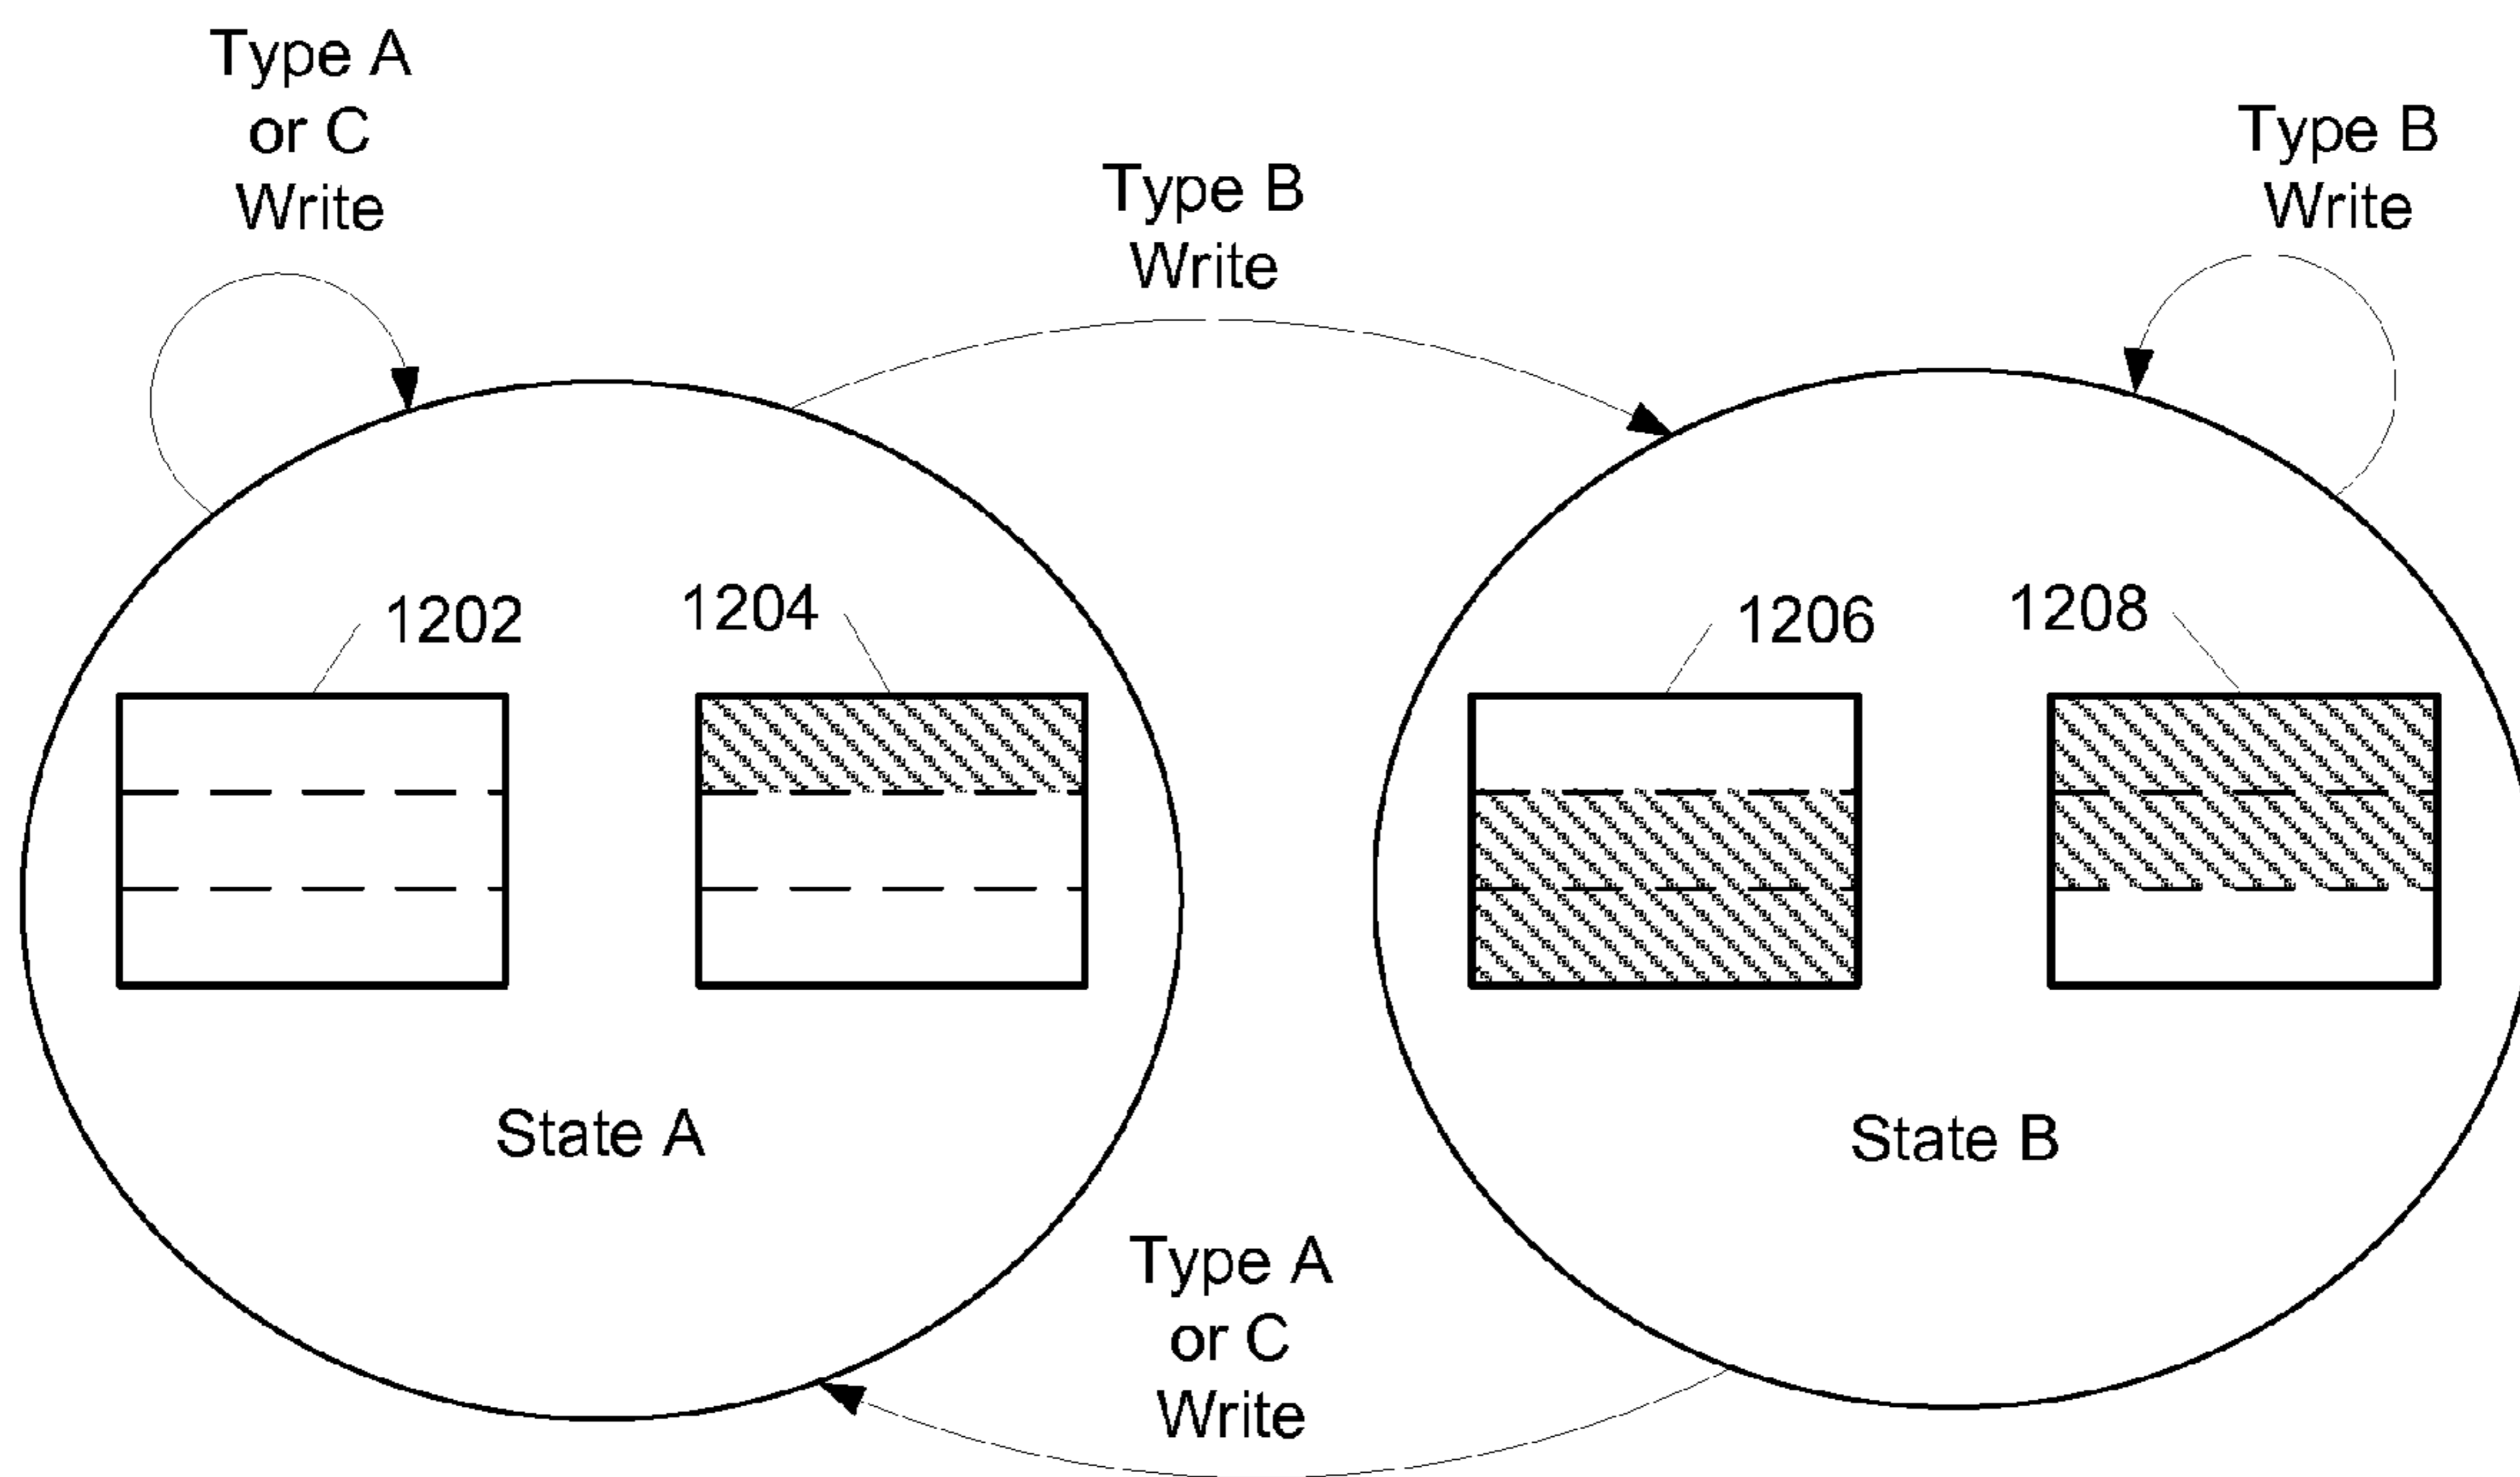 Type A
or C
Write
Type B
Write
Type B
Write
1202
1204
1206
1208
State A
State B
Type A
or C
Write